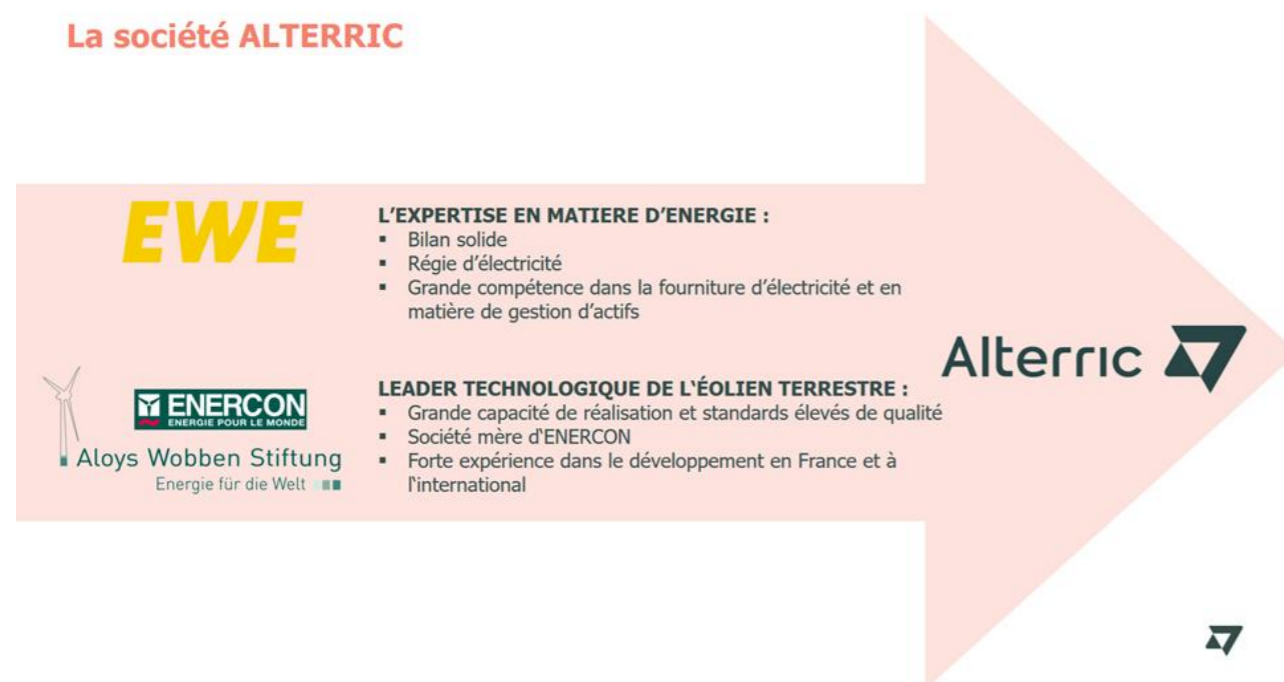 La société ALTERRIC
EWE
L’EXPERTISE EN MATIERE D’ENERGIE :
▪ Bilan solide
▪ Régie d’électricité
▪ Grande compétence dans la fourniture d’électricité et en
matière de gestion d’actifs
Alterric
ENERCON
ENERGIE POUR LE MONDE
Aloys Wobben Stiftung
Energie für die Welt
LEADER TECHNOLOGIQUE DE L‘ÉOLIEN TERRESTRE :
▪ Grande capacité de réalisation et standards élevés de qualité
▪ Société mère d‘ENERCON
▪ Forte expérience dans le développement en France et à
l‘international